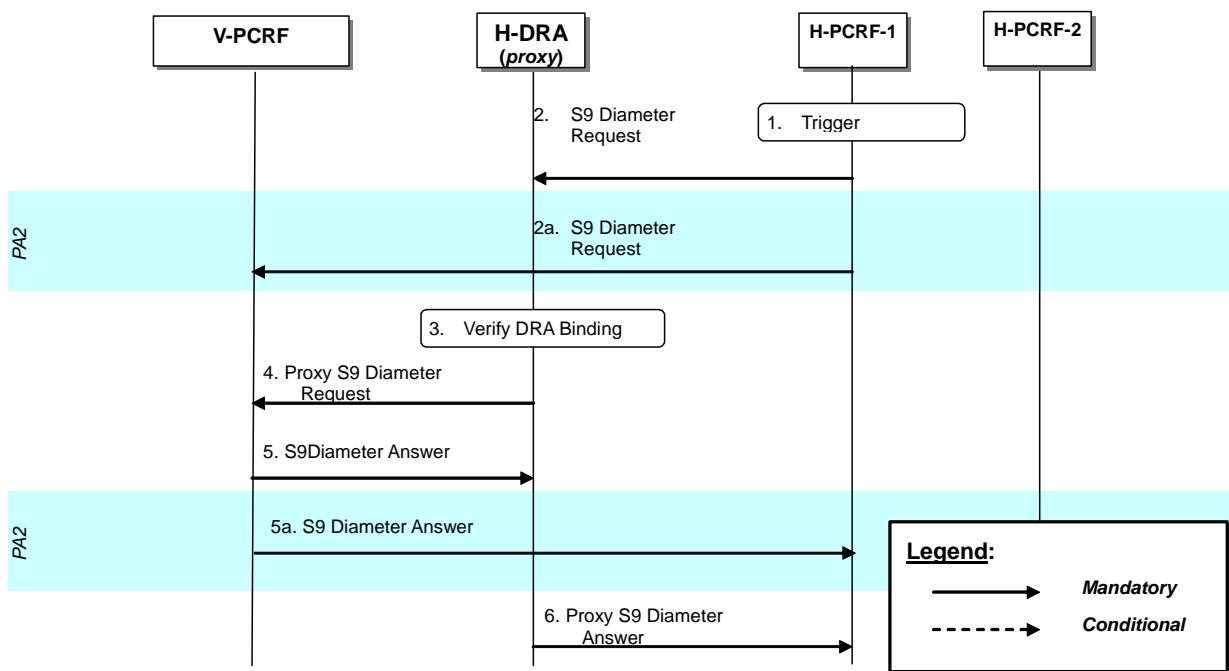 V-PCRF
H-DRA
(proxy)
H-PCRF-1
H-PCRF-2
2. S9 Diameter
Request
1. Trigger
PA2
2a. S9 Diameter
Request
3. Verify DRA Binding
4. Proxy S9 Diameter
Request
5. S9Diameter Answer
PA2
5a. S9 Diameter Answer
6. Proxy S9 Diameter
Answer
Legend:
Mandatory
Conditional